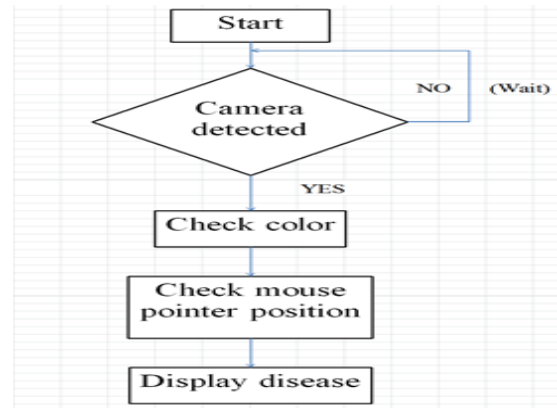 Start
Camera
detected
NO (Wait)
YES
Check color
Check mouse
pointer position
Display disease